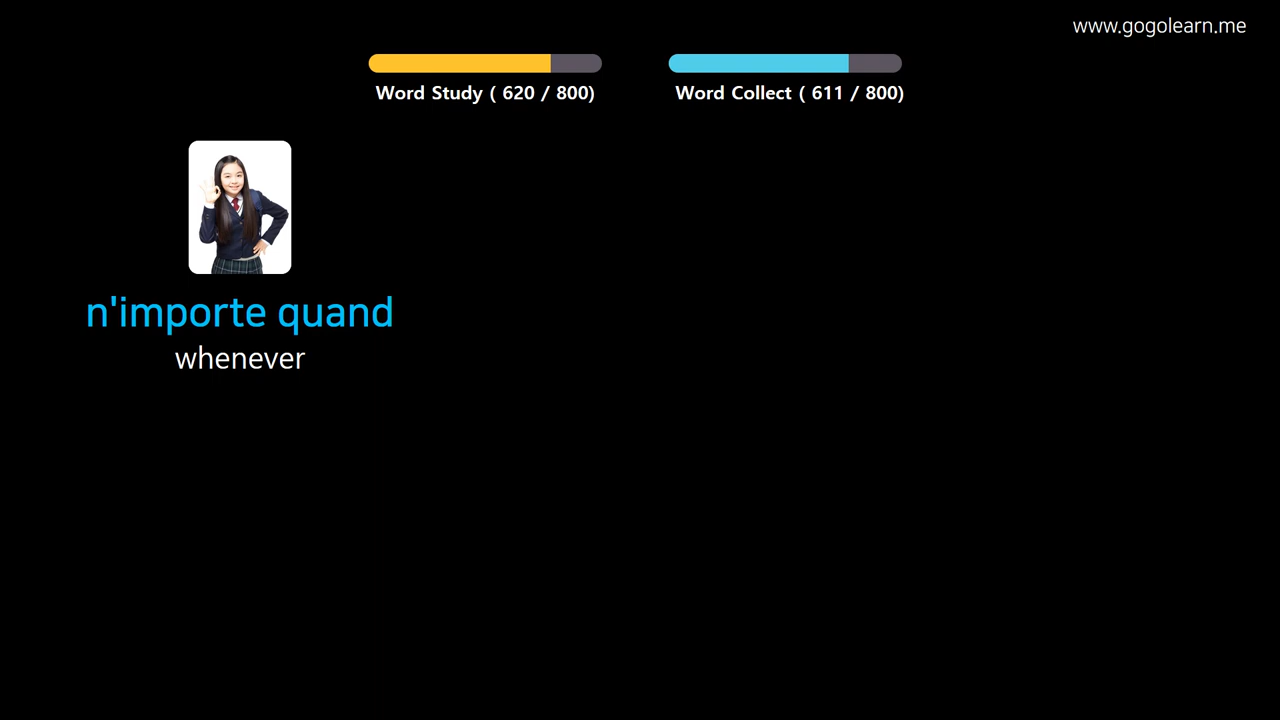 www.gogolearn.me
Word Study ( 620 / 800)
Word Collect ( 611 / 800)
n'importe quand
whenever